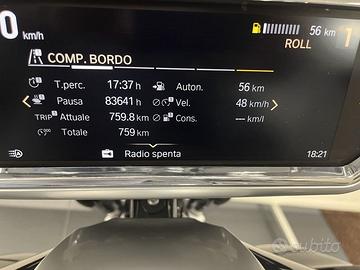 0 km/h
56 km
ROLL
1
COMP. BORDO
T.perc. 17:37 h
Auton. 56 km
Pausa 83641 h
Ø Vel. 48 km/h
TRIP Attuale 759.8 km
Ø Cons. --- km/l
Totale 759 km
Radio spenta
18:21
subito